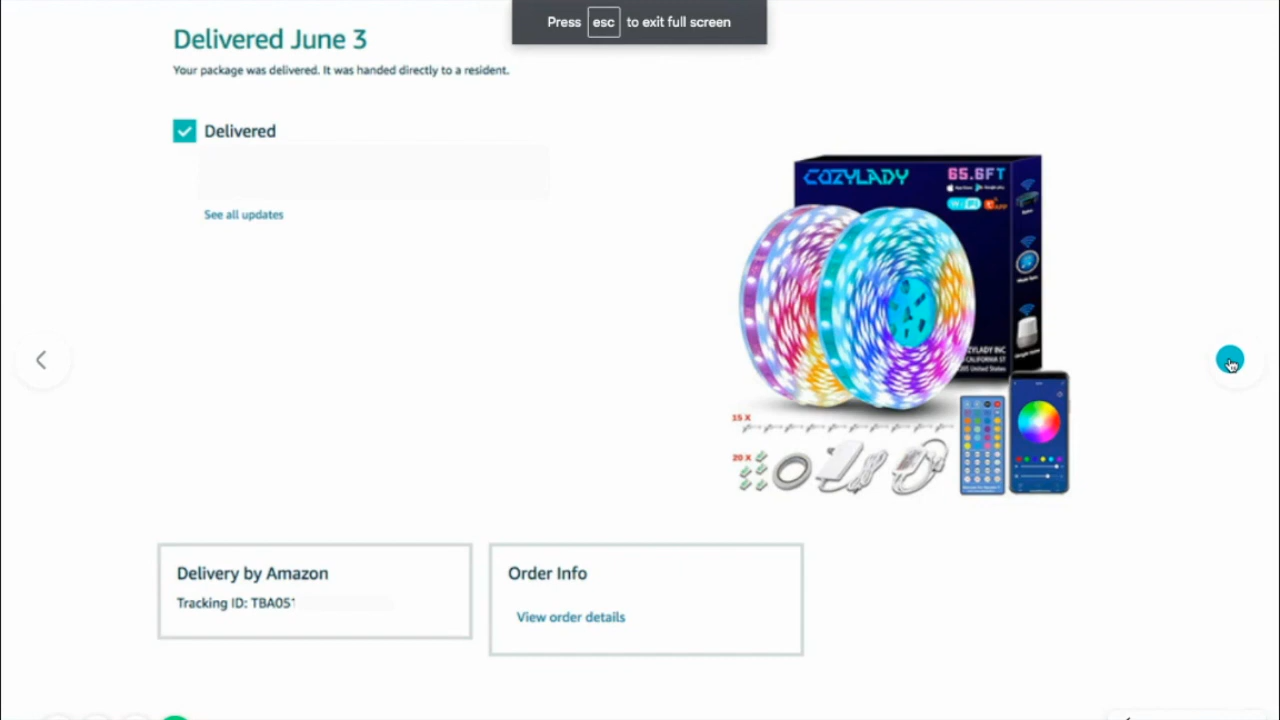 Press esc to exit full screen
Delivered June 3
Your package was delivered. It was handed directly to a resident.
Delivered
See all updates
COZYLADY
65.6FT
15 X
20 X
Delivery by Amazon
Tracking ID: TBA051
Order Info
View order details